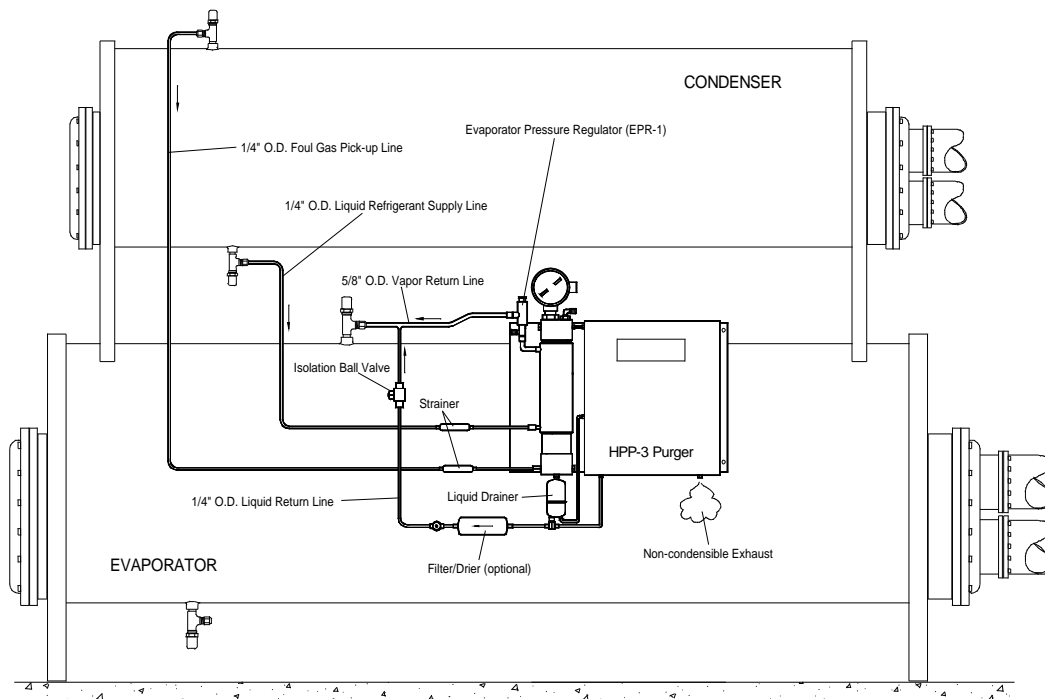 CONDENSER
Evaporator Pressure Regulator (EPR-1)
1/4" O.D. Foul Gas Pick-up Line
1/4" O.D. Liquid Refrigerant Supply Line
5/8" O.D. Vapor Return Line
Isolation Ball Valve
Strainer
HPP-3 Purger
Liquid Drainer
1/4" O.D. Liquid Return Line
Non-condensible Exhaust
EVAPORATOR
Filter/Drier (optional)